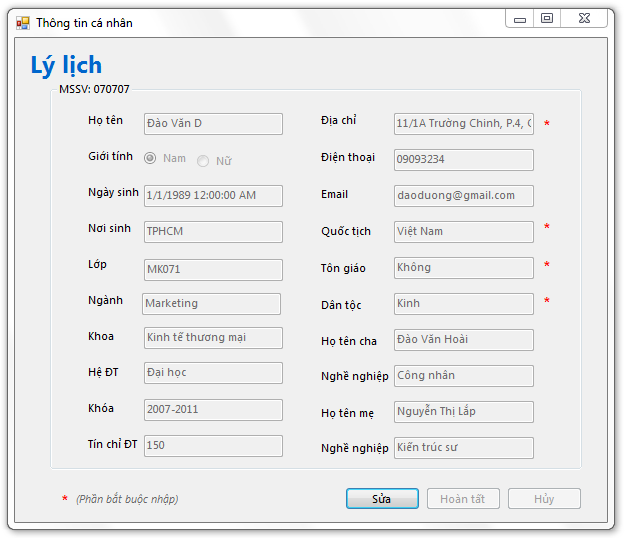 Thông tin cá nhân
Lý lịch
MSSV: 070707
Họ tên Đào Văn D
Giới tính Nam Nữ
Ngày sinh 1/1/1989 12:00:00 AM
Nơi sinh TPHCM
Lớp MK071
Ngành Marketing
Khoa Kinh tế thương mại
Hệ ĐT Đại học
Khóa 2007-2011
Tín chỉ ĐT 150
Địa chỉ 11/1A Trường Chinh, P.4, *
Điện thoại 09093234
Email daoduong@gmail.com
Quốc tịch Việt Nam *
Tôn giáo Không *
Dân tộc Kinh *
Họ tên cha Đào Văn Hoài
Nghề nghiệp Công nhân
Họ tên mẹ Nguyễn Thị Lắp
Nghề nghiệp Kiến trúc sư
* (Phần bắt buộc nhập)
Sửa Hoàn tất Hủy